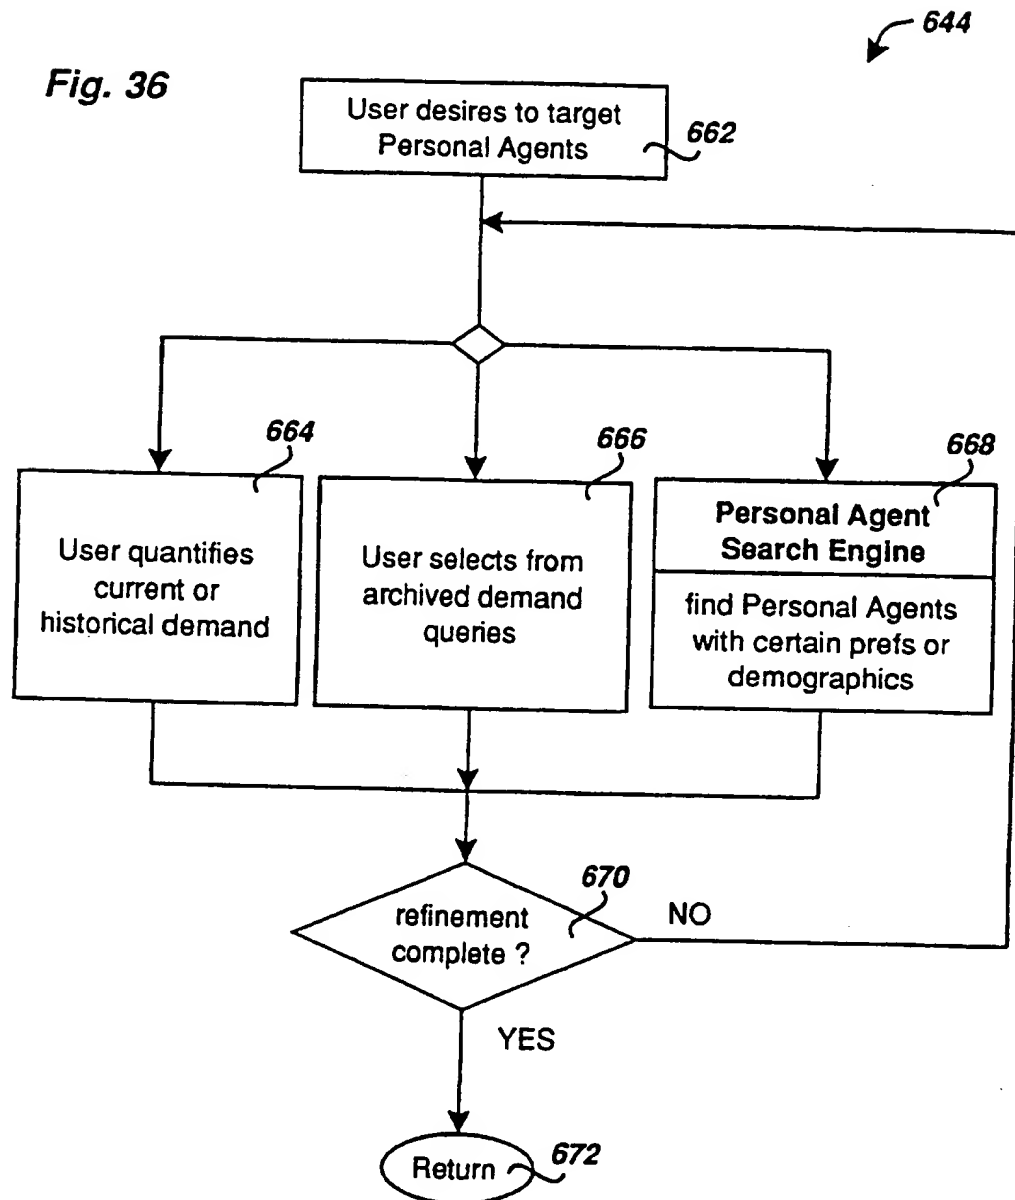 644
Fig. 36
User desires to target
Personal Agents
662
664
666
668
User quantifies
current or
historical demand
User selects from
archived demand
queries
Personal Agent
Search Engine
find Personal Agents
with certain prefs or
demographics
670
refinement
complete ?
NO
YES
Return
672